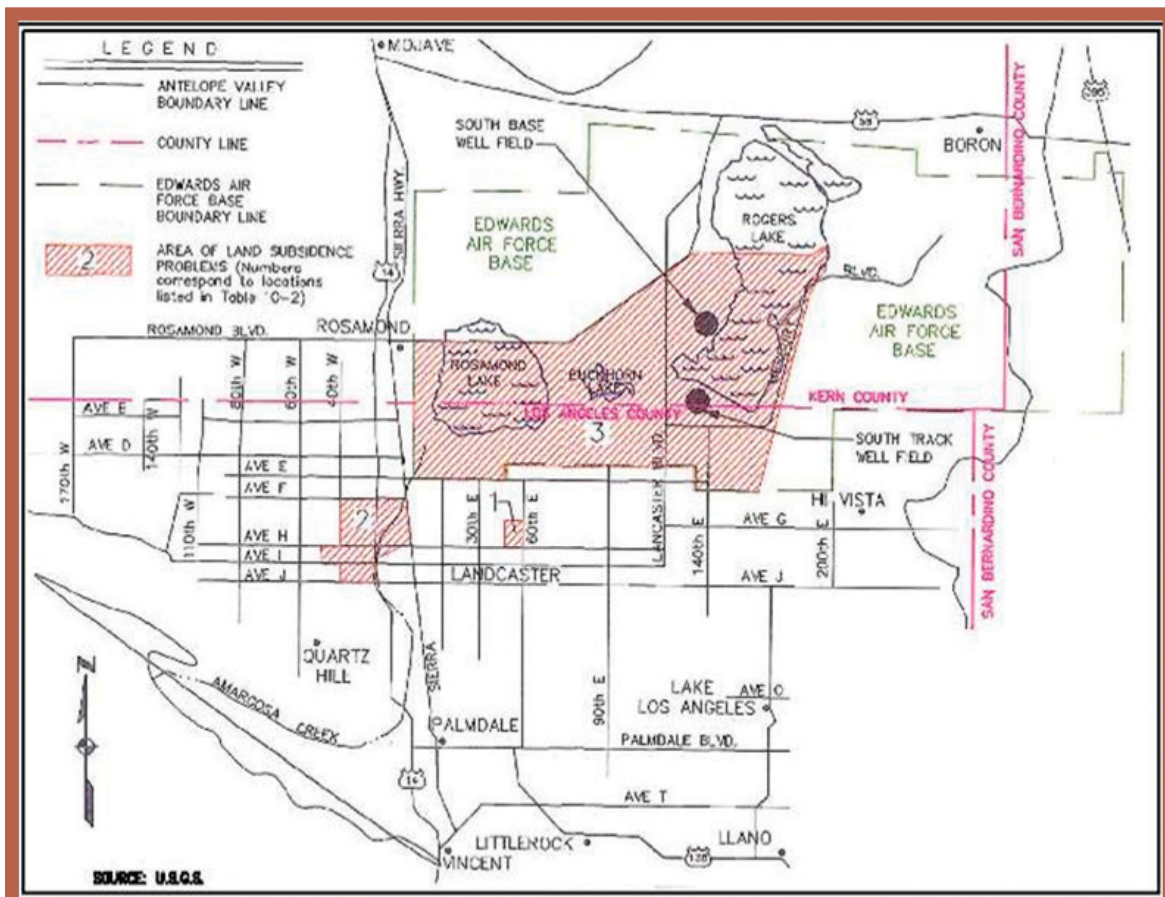 LEGEND
ANTELOPE VALLEY
BOUNDARY LINE
COUNTY LINE
EDWARDS AIR
FORCE BASE
BOUNDARY LINE
2
AREA OF LAND SUBSIDENCE
PROBLEMS (Numbers
correspond to locations
listed in Table 10-2)
MOJAVE
SIERRA HWY.
14
SOUTH BASE
WELL FIELD
58
BORON
395
SAN BERNARDINO COUNTY
SAN BERNARDINO COUNTY
EDWARDS
AIR FORCE
BASE
ROGERS
LAKE
BLVD.
EDWARDS
AIR FORCE
BASE
ROSAMOND BLVD.
ROSAMOND
ROSAMOND
LAKE
BUCKHORN
LAKE
LOS ANGELES COUNTY
KERN COUNTY
3
SOUTH TRACK
WELL FIELD
80th W
60th W
40th W
AVE B
140th W
AVE D
170th W
AVE E
AVE F
110th W
2
AVE H
AVE I
AVE J
30th E
1
60th E
LANCASTER BLVD
140th E
HI VISTA
AVE G
200th E
LANDCASTER
AVE J
SAN BERNARDINO COUNTY
QUARTZ
HILL
SIERRA
AMARGOSA CREEK
90th E
LAKE
LOS ANGELES
AVE O
PALMDALE
PALMDALE BLVD.
N
14
AVE T
LITTLEROCK
VINCENT
138
LLANO
SOURCE: U.S.G.S.